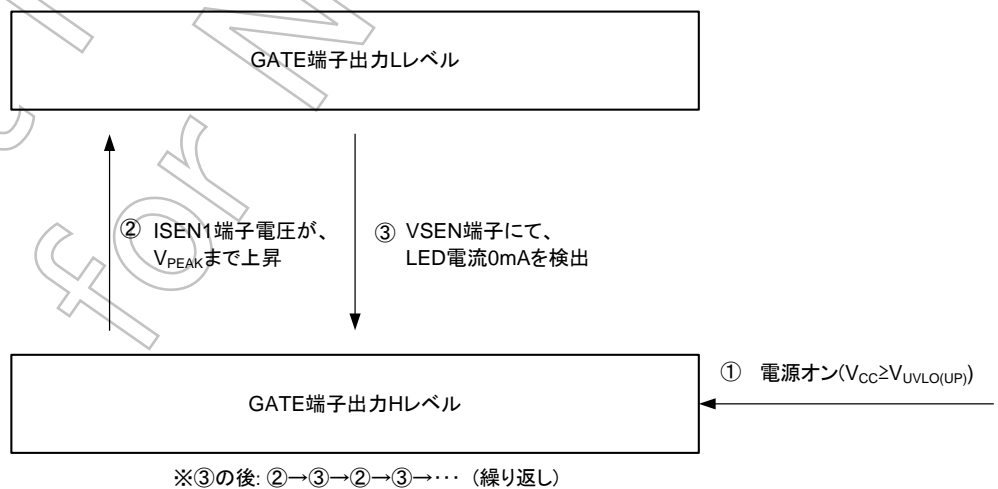 GATE端子出力Lレベル
② ISEN1端子電圧が、
VPEAKまで上昇
③ VSEN端子にて、
LED電流0mAを検出
① 電源オン(VCC≥VUVLO(UP))
GATE端子出力Hレベル
※③の後: ②→③→②→③→··· (繰り返し)
for